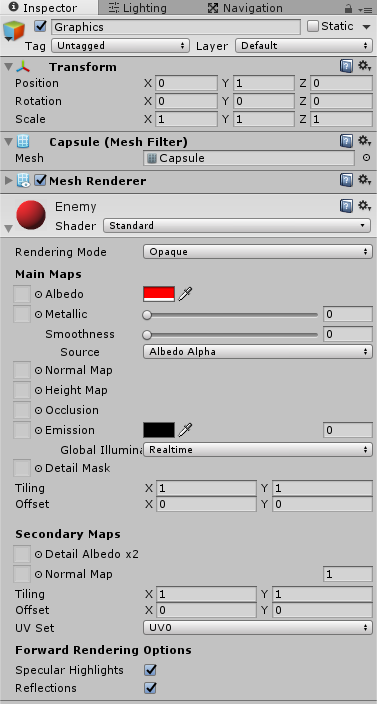 Inspector Lighting Navigation
Graphics Static
Tag Untagged Layer Default
Transform
Position X 0 Y 1 Z 0
Rotation X 0 Y 0 Z 0
Scale X 1 Y 1 Z 1
Capsule (Mesh Filter)
Mesh Capsule
Mesh Renderer
Enemy
Shader Standard
Rendering Mode Opaque
Main Maps
Albedo
Metallic 0
Smoothness 0
Source Albedo Alpha
Normal Map
Height Map
Occlusion
Emission 0
Global Illumina Realtime
Detail Mask
Tiling X 1 Y 1
Offset X 0 Y 0
Secondary Maps
Detail Albedo x2
Normal Map 1
Tiling X 1 Y 1
Offset X 0 Y 0
UV Set UV0
Forward Rendering Options
Specular Highlights
Reflections